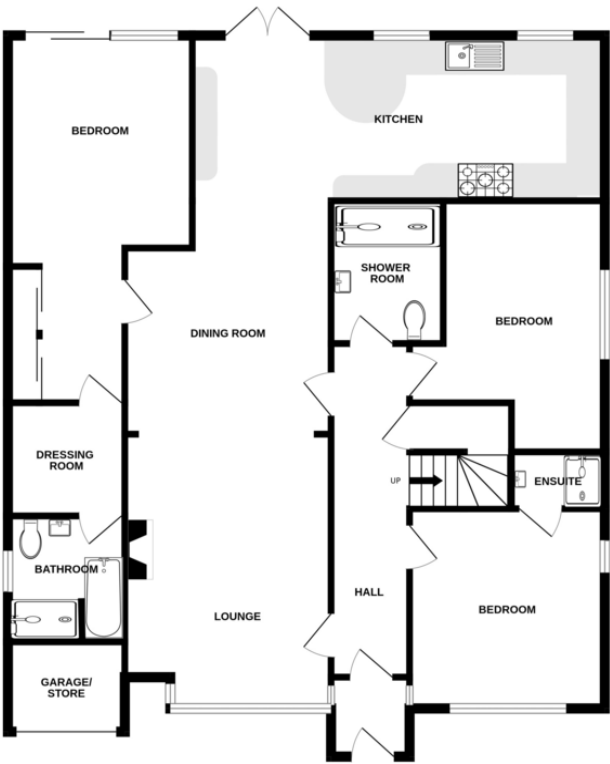 BEDROOM
KITCHEN
SHOWER
ROOM
BEDROOM
DINING ROOM
DRESSING
ROOM
UP
ENSUITE
BATHROOM
HALL
BEDROOM
LOUNGE
GARAGE/
STORE